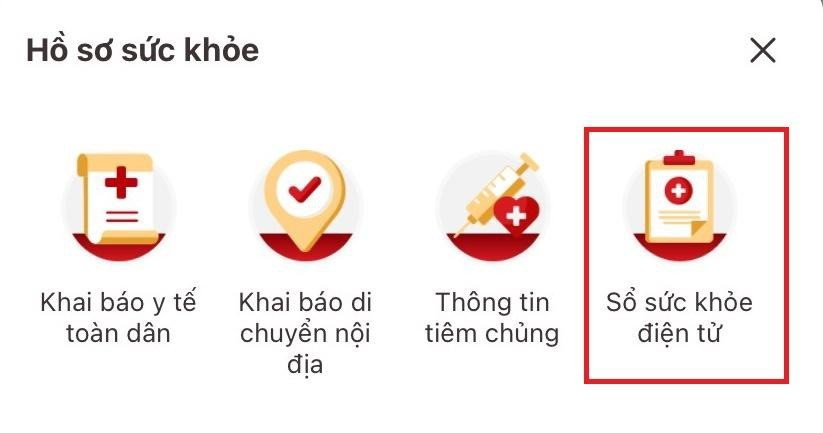 Hồ sơ sức khỏe
Khai báo y tế
toàn dân
Khai báo di
chuyển nội
địa
Thông tin
tiêm chủng
Sổ sức khỏe
điện tử